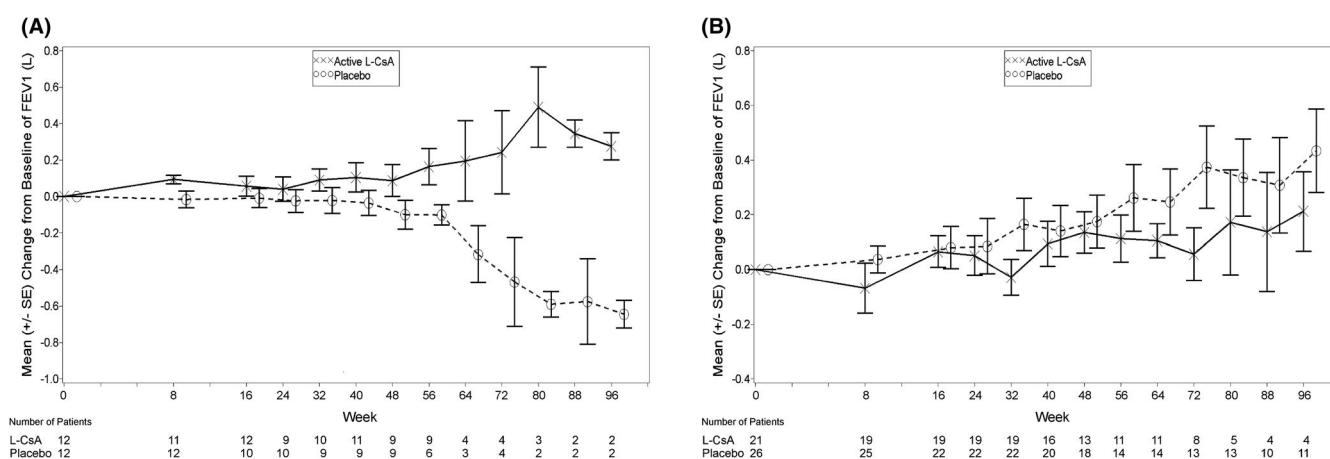 (A)
Mean (+/- SE) Change from Baseline of FEV1 (L)
0.8
0.6
0.4
0.2
0.0
-0.2
-0.4
-0.6
-0.8
-1.0
Active L-CsA
Placebo
0 8 16 24 32 40 48 56 64 72 80 88 96
Week
Number of Patients
L-CsA 12 11 12 9 10 11 9 9 4 4 3 2 2
Placebo 12 12 10 10 9 9 9 6 3 4 2 2 2
(B)
Mean (+/- SE) Change from Baseline of FEV1 (L)
0.8
0.6
0.4
0.2
0.0
-0.2
-0.4
Active L-CsA
Placebo
0 8 16 24 32 40 48 56 64 72 80 88 96
Week
Number of Patients
L-CsA 21 19 19 19 19 16 13 11 11 8 5 4 4
Placebo 26 25 22 22 22 20 18 14 14 13 13 10 11